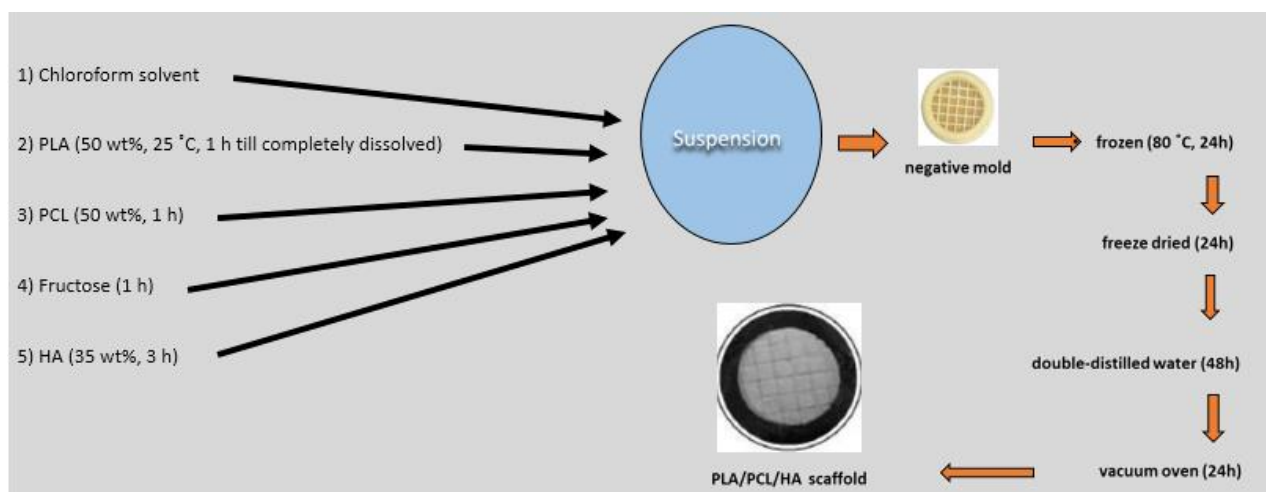 1) Chloroform solvent
2) PLA (50 wt%, 25 ˚C, 1 h till completely dissolved)
3) PCL (50 wt%, 1 h)
4) Fructose (1 h)
5) HA (35 wt%, 3 h)
Suspension
negative mold
frozen (80 ˚C, 24h)
freeze dried (24h)
double-distilled water (48h)
vacuum oven (24h)
PLA/PCL/HA scaffold